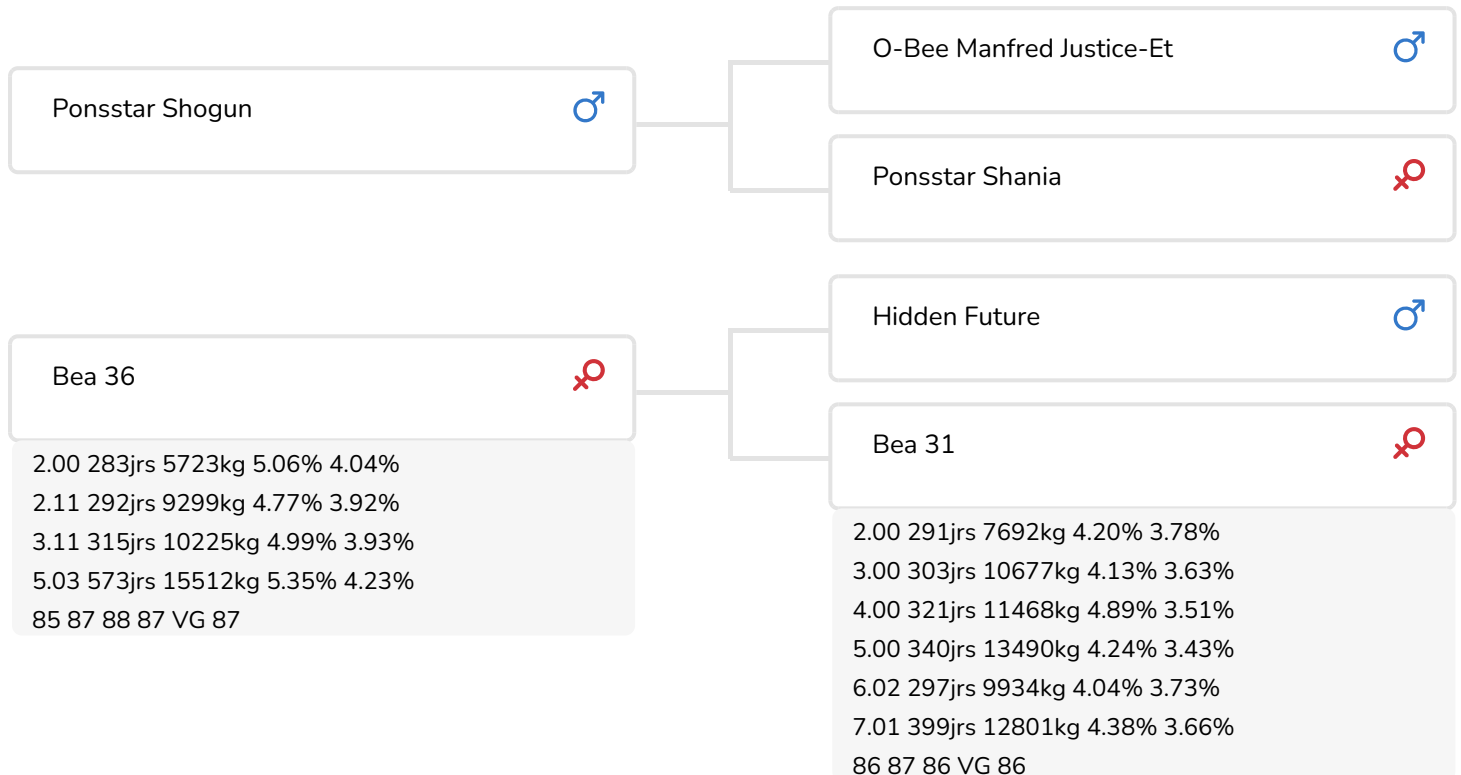 Ponsstar Shogun
O-Bee Manfred Justice-Et
Ponsstar Shania
Bea 36
2.00 283jrs 5723kg 5.06% 4.04%
2.11 292jrs 9299kg 4.77% 3.92%
3.11 315jrs 10225kg 4.99% 3.93%
5.03 573jrs 15512kg 5.35% 4.23%
85 87 88 87 VG 87
Hidden Future
Bea 31
2.00 291jrs 7692kg 4.20% 3.78%
3.00 303jrs 10677kg 4.13% 3.63%
4.00 321jrs 11468kg 4.89% 3.51%
5.00 340jrs 13490kg 4.24% 3.43%
6.02 297jrs 9934kg 4.04% 3.73%
7.01 399jrs 12801kg 4.38% 3.66%
86 87 86 VG 86